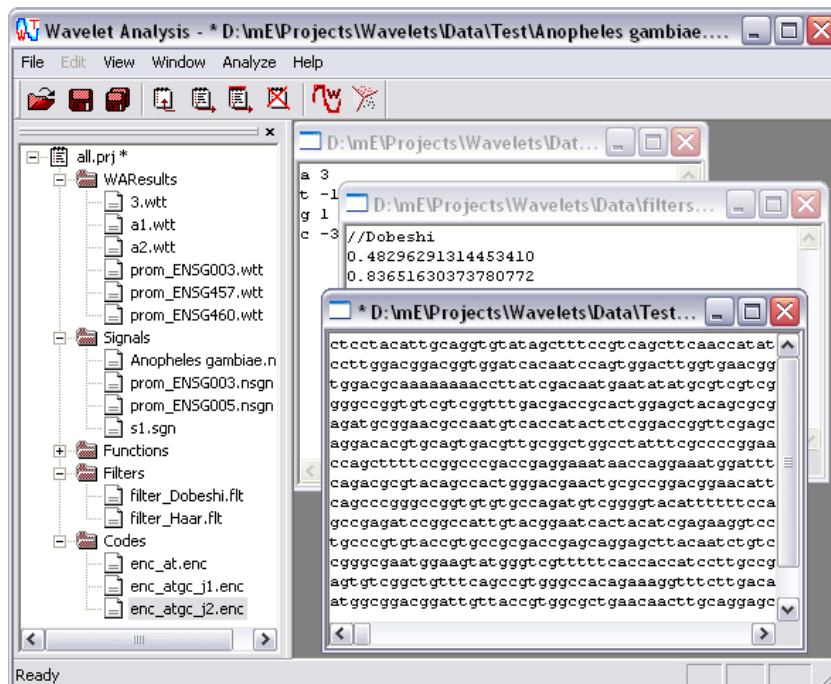 Wavelet Analysis - * D:\mE\Projects\Wavelets\Data\Test\Anopheles gambiae....
File Edit View Window Analyze Help
all.prj *
WAResults
3.wtt
a1.wtt
a2.wtt
prom_ENSG003.wtt
prom_ENSG457.wtt
prom_ENSG460.wtt
Signals
Anopheles gambiae.n
prom_ENSG003.nsgn
prom_ENSG005.nsgn
s1.sgn
Functions
Filters
filter_Dobeshi.flt
filter_Haar.flt
Codes
enc_at.enc
enc_atgc_j1.enc
enc_atgc_j2.enc
D:\mE\Projects\Wavelets\Dat...
a 3
t -1
g 1
c -3
D:\mE\Projects\Wavelets\Data\filters...
//Dobeshi
0.48296291314453410
0.83651630373780772
* D:\mE\Projects\Wavelets\Data\Test...
ctcctacattgcaggtgtatagctttccgtcagcttcaaccatat
ccttggacggacggtggatcacaatccagtggacttggtgaacgg
tggacgcaaaaaaaaccttatcgacaatgaatatatgcgtcgtcg
gggccggtgtcgtcggtttgacgaccgcactggagctacagcgcg
agatgcggaacgccaatgtcaccatactctcggaccggttcgagc
aggacacgtgcagtgacgttgcggctggcctatttcgccccggaa
ccagcttttccggcccgaccgaggaaataaccaggaaatggattt
cagacgcgtacagccactgggacgaactgcgccggacggaacatt
cagcccgggccggtgtgtgccagatgtcggggtacattttttcca
gccgagatccggccattgtacggaatcactacatcgagaaggtcc
tgcccgtgtaccgtgccgcgaccgagcaggagcttacaatctgtc
cgggcgaatggaagtatgggtcgtttttcaccaccatccttgccg
agtgtcggctgtttcagccgtgggccacagaaaggtttcttgaca
atggcggacggattgttaccgtggcgctgaacaacttgcaggagc
Ready